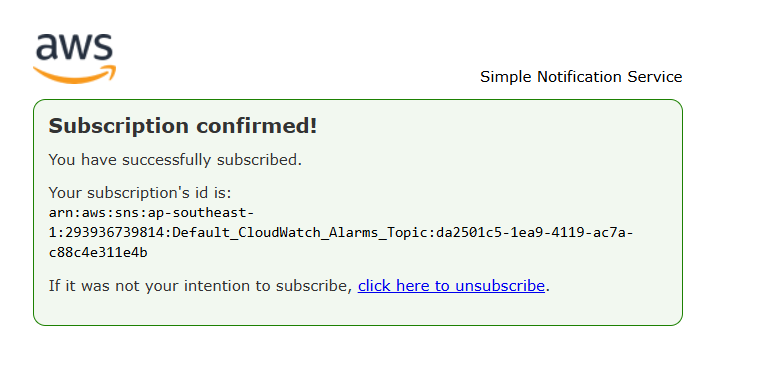 aws
Simple Notification Service
Subscription confirmed!
You have successfully subscribed.
Your subscription's id is:
arn:aws:sns:ap-southeast-
1:293936739814:Default_CloudWatch_Alarms_Topic:da2501c5-1ea9-4119-ac7a-
c88c4e311e4b
If it was not your intention to subscribe, click here to unsubscribe.